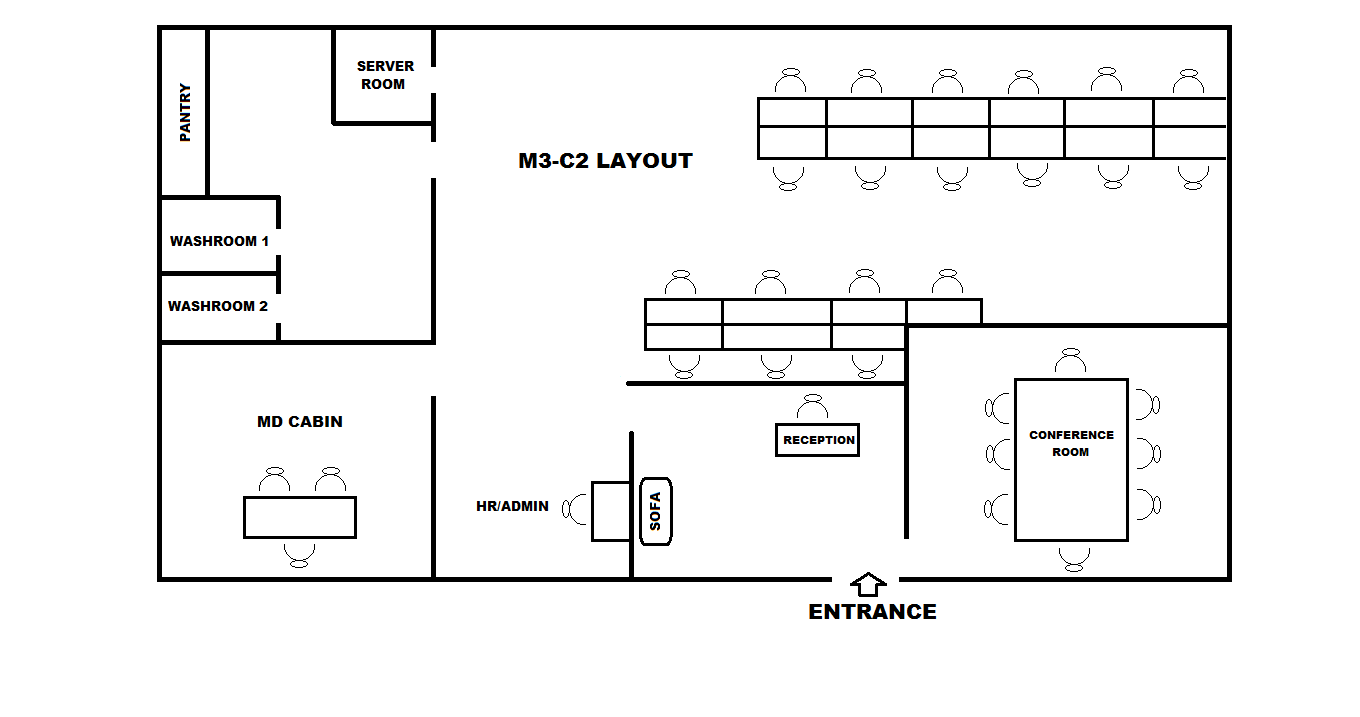 PANTRY
SERVER
ROOM
M3-C2 LAYOUT
WASHROOM 1
WASHROOM 2
MD CABIN
RECEPTION
CONFERENCE
ROOM
HR/ADMIN
SOFA
ENTRANCE